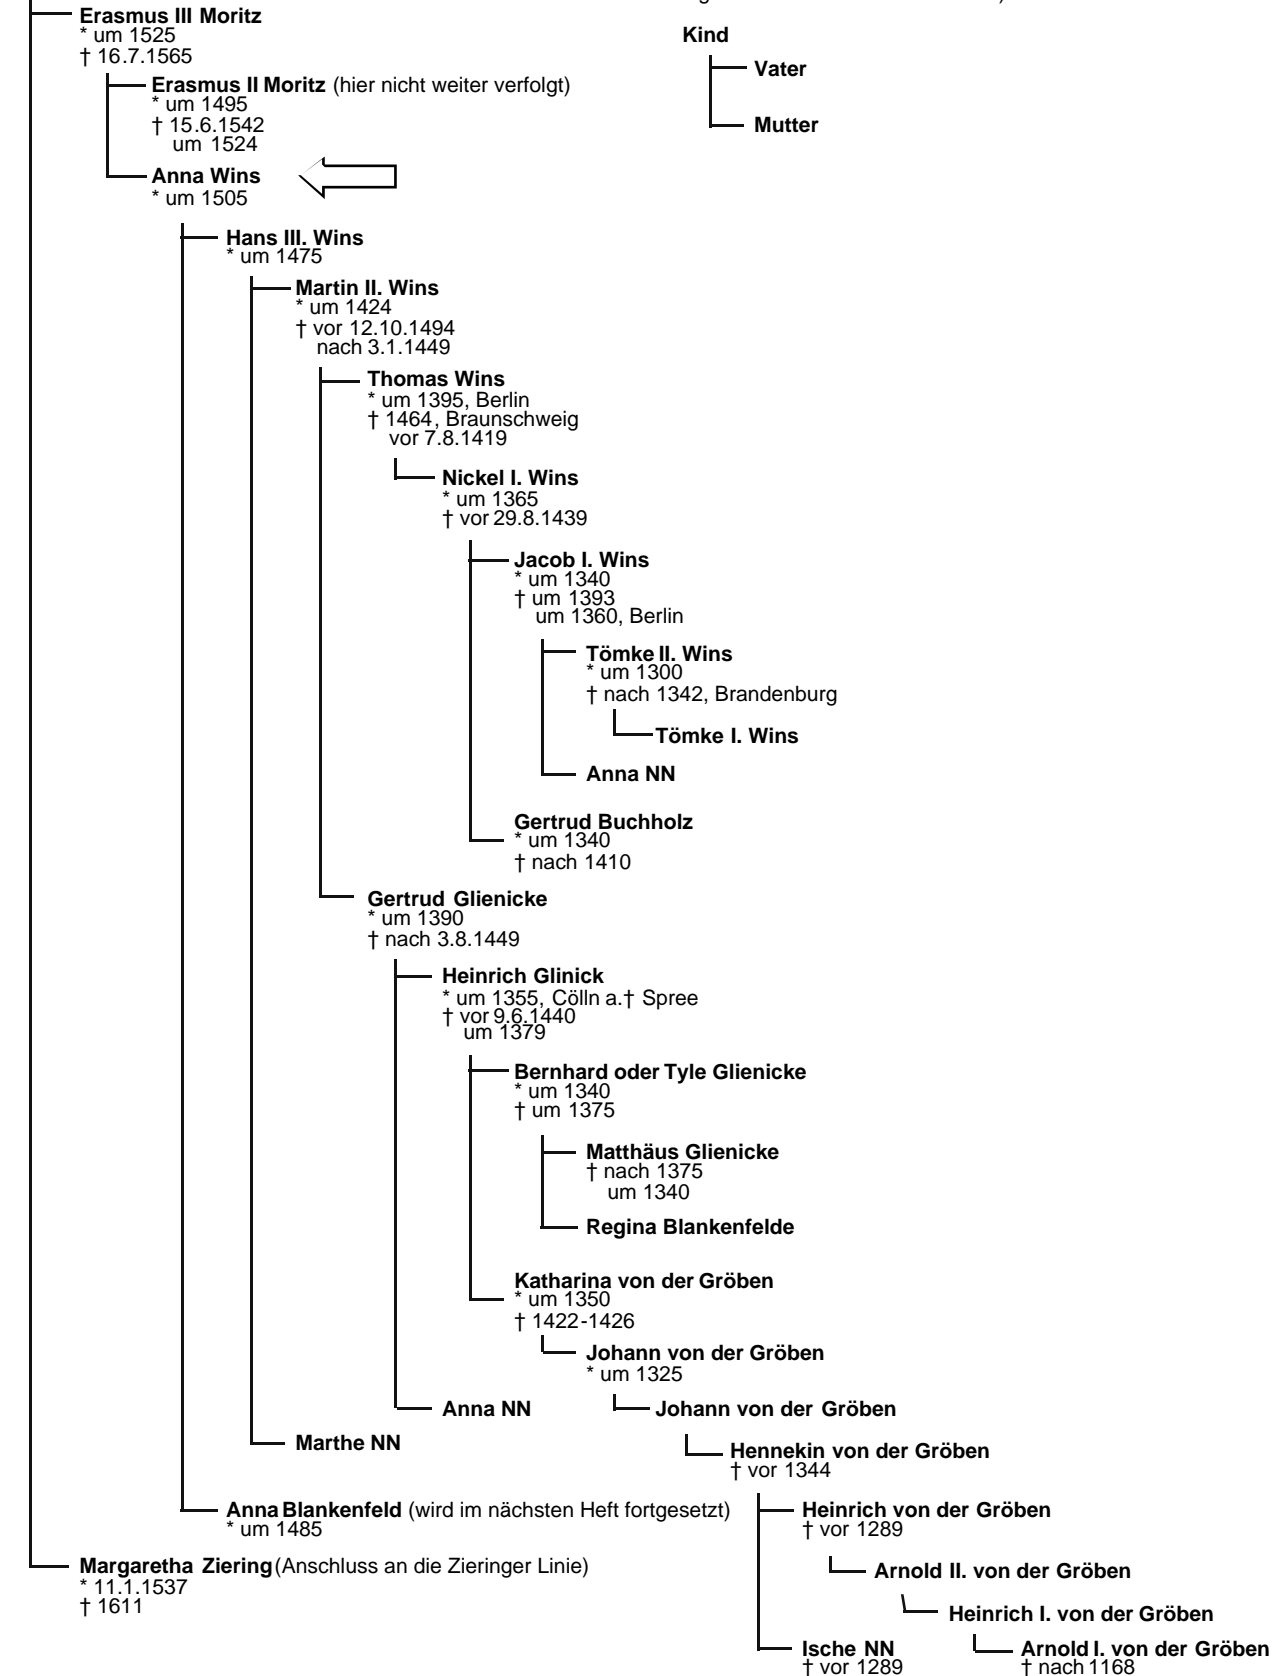 Erasmus III Moritz
* um 1525
† 16.7.1565
Kind
Vater
Mutter
Erasmus II Moritz (hier nicht weiter verfolgt)
* um 1495
† 15.6.1542
um 1524
Anna Wins
* um 1505
Hans III. Wins
* um 1475
Martin II. Wins
* um 1424
† vor 12.10.1494
nach 3.1.1449
Thomas Wins
* um 1395, Berlin
† 1464, Braunschweig
vor 7.8.1419
Nickel I. Wins
* um 1365
† vor 29.8.1439
Jacob I. Wins
* um 1340
† um 1393
um 1360, Berlin
Tömke II. Wins
* um 1300
† nach 1342, Brandenburg
Tömke I. Wins
Anna NN
Gertrud Buchholz
* um 1340
† nach 1410
Gertrud Glienicke
* um 1390
† nach 3.8.1449
Heinrich Glinick
* um 1355, Cölln a.† Spree
† vor 9.6.1440
um 1379
Bernhard oder Tyle Glienicke
* um 1340
† um 1375
Matthäus Glienicke
† nach 1375
um 1340
Regina Blankenfelde
Katharina von der Gröben
* um 1350
† 1422-1426
Johann von der Gröben
* um 1325
Anna NN
Johann von der Gröben
Marthe NN
Hennekin von der Gröben
† vor 1344
Anna Blankenfeld (wird im nächsten Heft fortgesetzt)
* um 1485
Heinrich von der Gröben
† vor 1289
Margaretha Ziering (Anschluss an die Zieringer Linie)
* 11.1.1537
† 1611
Arnold II. von der Gröben
Heinrich I. von der Gröben
Ische NN
† vor 1289
Arnold I. von der Gröben
† nach 1168